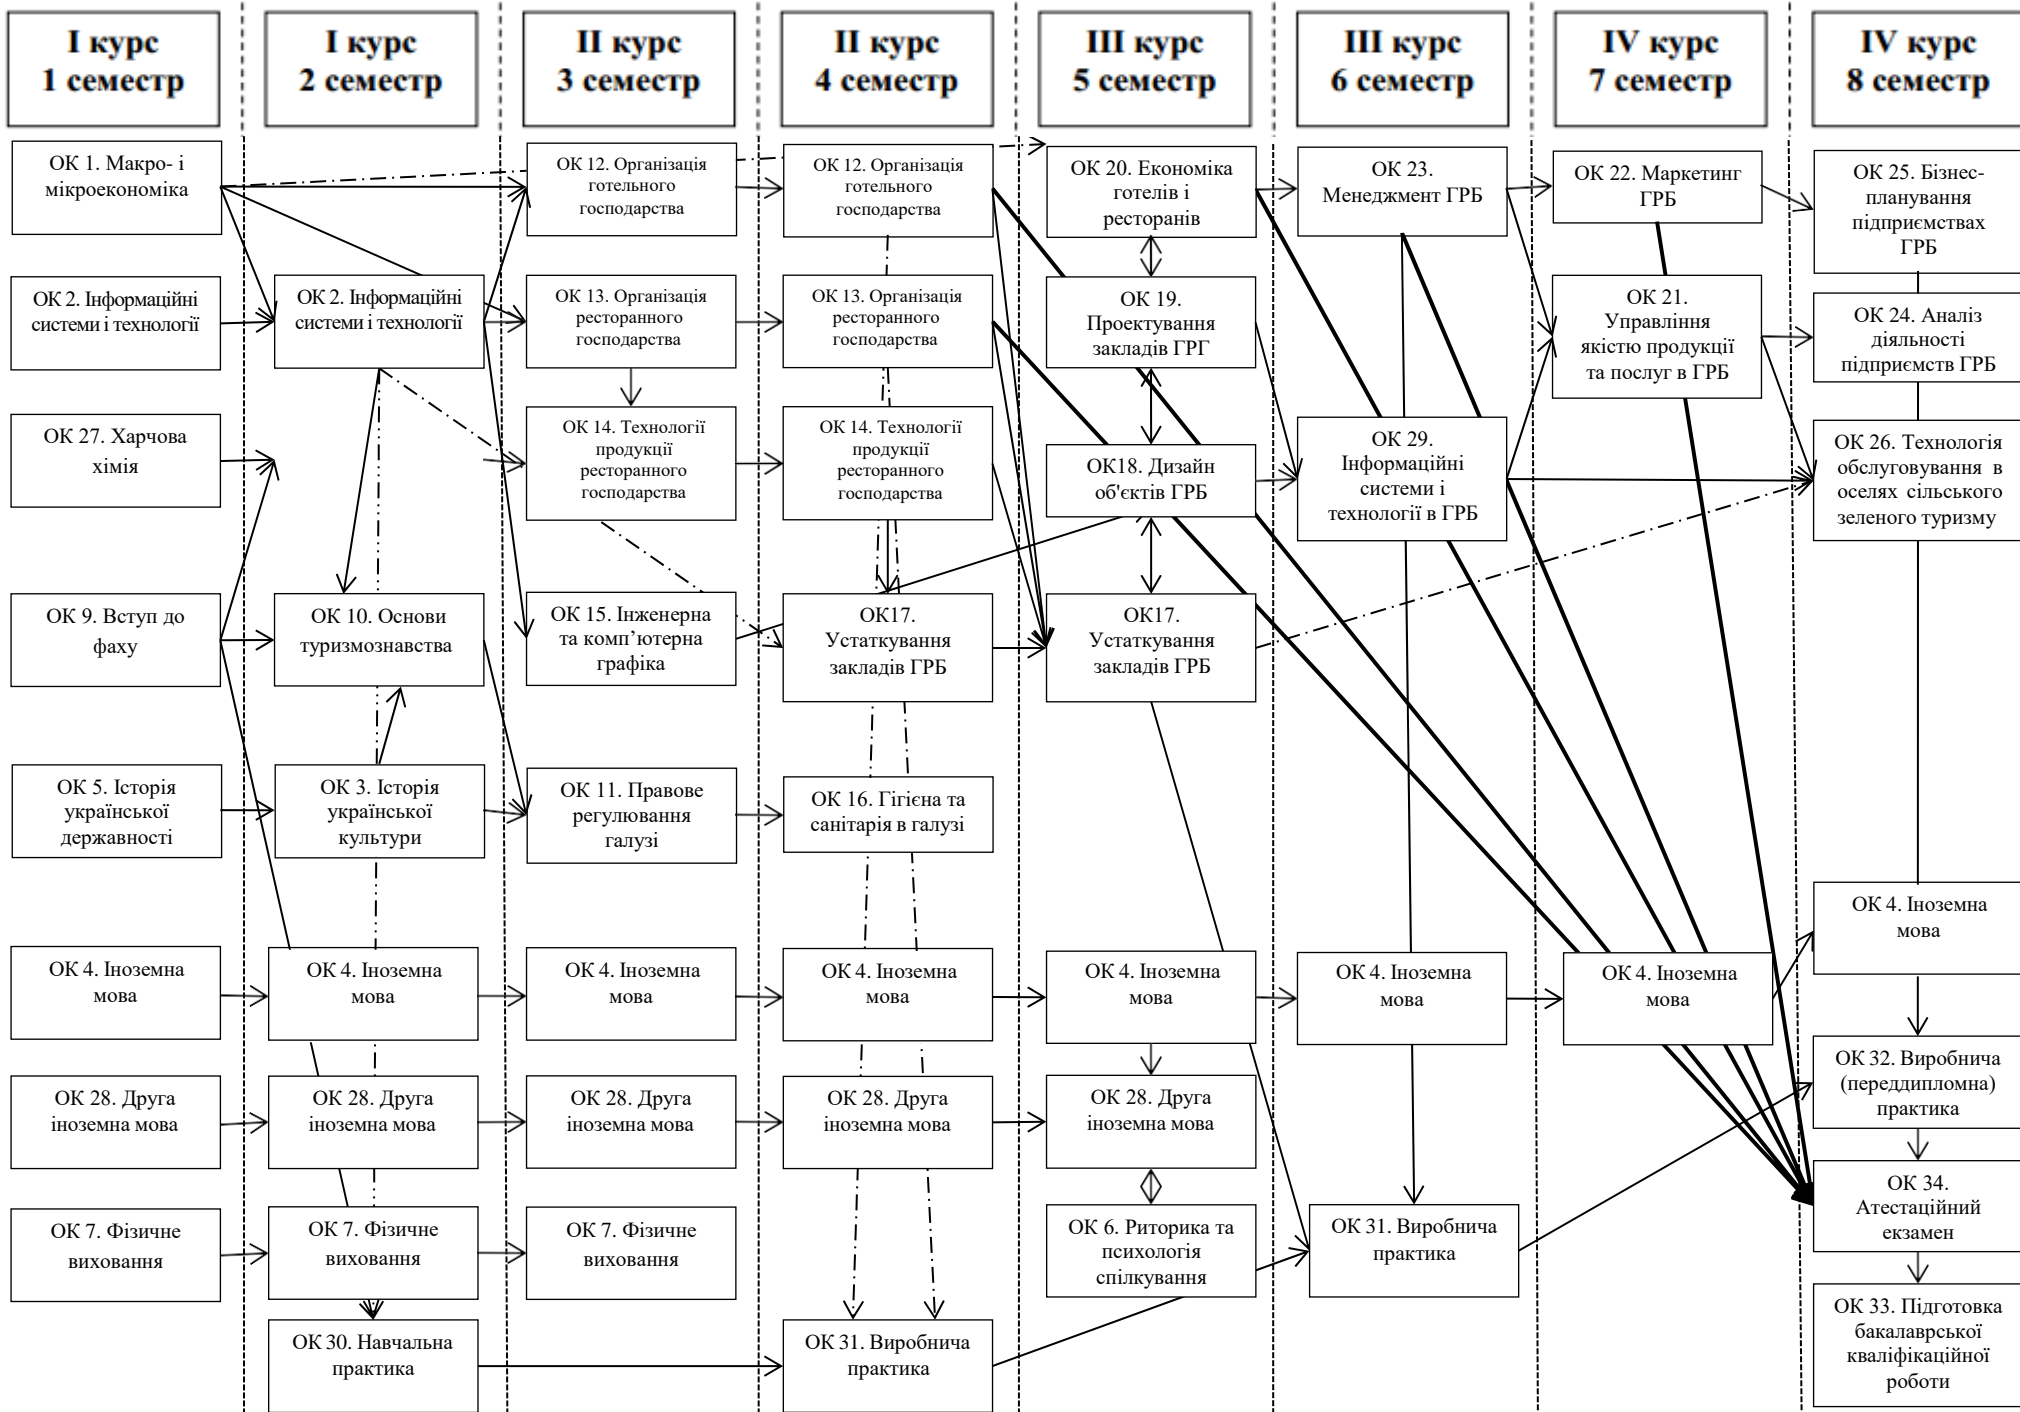 І курс
1 семестр
І курс
2 семестр
ІІ курс
3 семестр
ІІ курс
4 семестр
ІІІ курс
5 семестр
ІІІ курс
6 семестр
IV курс
7 семестр
IV курс
8 семестр
ОК 1. Макро- і
мікроекономіка
ОК 2. Інформаційні
системи і технології
ОК 27. Харчова
хімія
ОК 9. Вступ до
фаху
ОК 5. Історія
української
державності
ОК 4. Іноземна
мова
ОК 28. Друга
іноземна мова
ОК 7. Фізичне
виховання
ОК 2. Інформаційні
системи і технології
ОК 10. Основи
туризмознавства
ОК 3. Історія
української
культури
ОК 4. Іноземна
мова
ОК 28. Друга
іноземна мова
ОК 7. Фізичне
виховання
ОК 30. Навчальна
практика
ОК 12. Організація
готельного
господарства
ОК 13. Організація
ресторанного
господарства
ОК 14. Технології
продукції
ресторанного
господарства
ОК 15. Інженерна
та комп’ютерна
графіка
ОК 11. Правове
регулювання
галузі
ОК 4. Іноземна
мова
ОК 28. Друга
іноземна мова
ОК 7. Фізичне
виховання
ОК 12. Організація
готельного
господарства
ОК 13. Організація
ресторанного
господарства
ОК 14. Технології
продукції
ресторанного
господарства
ОК17.
Устаткування
закладів ГРБ
ОК 16. Гігієна та
санітарія в галузі
ОК 4. Іноземна
мова
ОК 28. Друга
іноземна мова
ОК 31. Виробнича
практика
ОК 20. Економіка
готелів і
ресторанів
ОК 19.
Проектування
закладів ГРГ
ОК18. Дизайн
об'єктів ГРБ
ОК17.
Устаткування
закладів ГРБ
ОК 4. Іноземна
мова
ОК 28. Друга
іноземна мова
ОК 6. Риторика та
психологія
спілкування
ОК 23.
Менеджмент ГРБ
ОК 29.
Інформаційні
системи і
технології в ГРБ
ОК 4. Іноземна
мова
ОК 31. Виробнича
практика
ОК 22. Маркетинг
ГРБ
ОК 21.
Управління
якістю продукції
та послуг в ГРБ
ОК 4. Іноземна
мова
ОК 25. Бізнес-
планування
підприємствах
ГРБ
ОК 24. Аналіз
діяльності
підприємств ГРБ
ОК 26. Технологія
обслуговування в
оселях сільського
зеленого туризму
ОК 4. Іноземна
мова
ОК 32. Виробнича
(переддипломна)
практика
ОК 34.
Атестаційний
екзамен
ОК 33. Підготовка
бакалаврської
кваліфікаційної
роботи